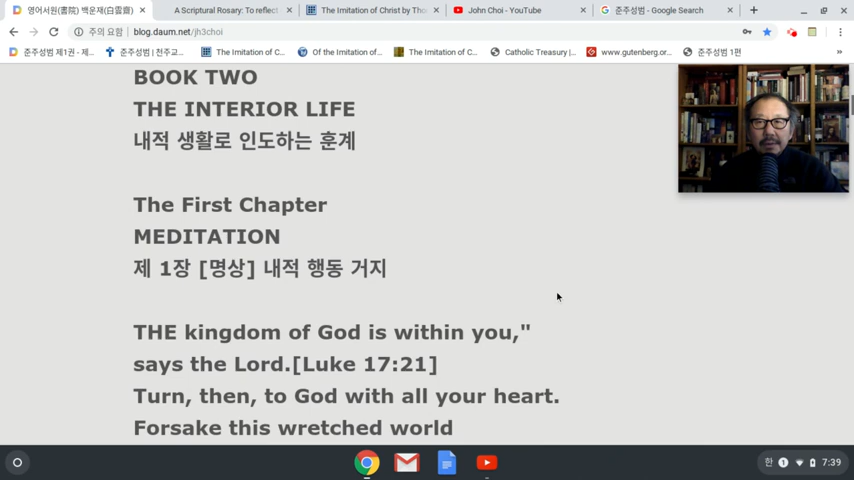 영어서원(書院) 백운재(白雲齋)
A Scriptural Rosary: To reflect
The Imitation of Christ by Tho
John Choi - YouTube
준주성범 - Google Search
주의 요함
blog.daum.net/jh3choi
준주성범 제1권 - 제...
준주성범 | 천주교...
The Imitation of C...
Of the Imitation of...
The Imitation of C...
Catholic Treasury |...
www.gutenberg.or...
준주성범 1편
BOOK TWO
THE INTERIOR LIFE
내적 생활로 인도하는 훈계
The First Chapter
MEDITATION
제 1장 [명상] 내적 행동 거지
THE kingdom of God is within you,"
says the Lord.[Luke 17:21]
Turn, then, to God with all your heart.
Forsake this wretched world
한
1
7:39